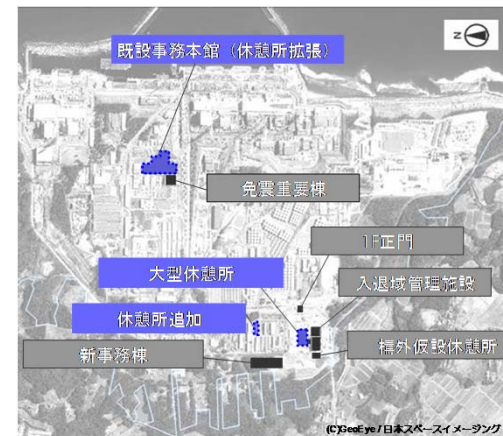 N
既設事務本館（休憩所拡張）
免震重要棟
1F正門
大型休憩所
入退域管理施設
休憩所追加
構外仮設休憩所
新事務棟
(C)GeoEye/日本スペースイメージング